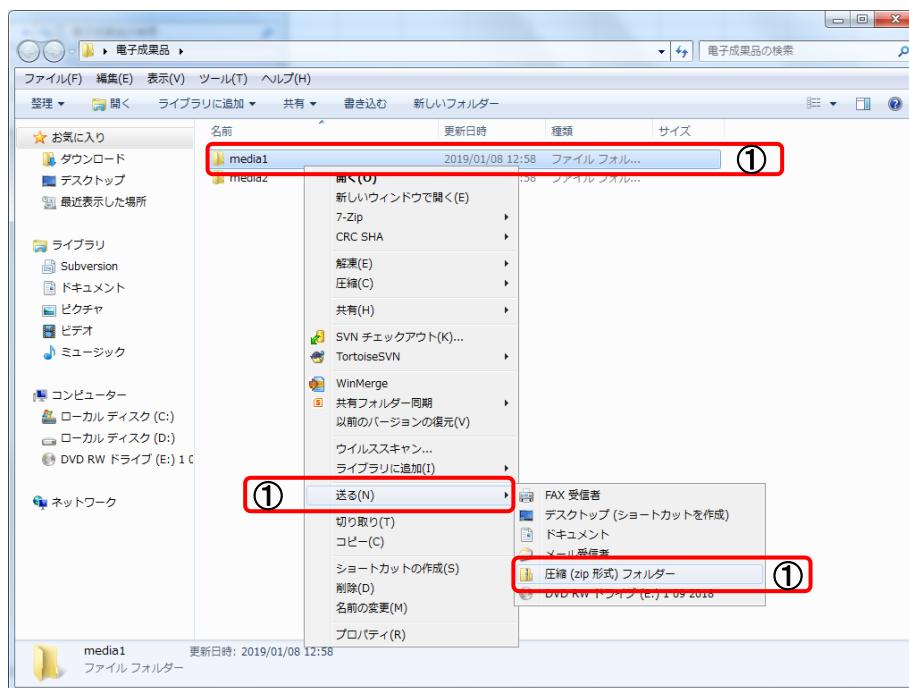 電子成果品
電子成果品の検索
ファイル(F) 編集(E) 表示(V) ツール(T) ヘルプ(H)
整理 開く ライブラリに追加 共有 書き込む 新しいフォルダー
名前 更新日時 種類 サイズ
media1 2019/01/08 12:58 ファイル フォル... ①
media2 :58 ファイル フォル...
お気に入り
ダウンロード
デスクトップ
最近表示した場所
ライブラリ
Subversion
ドキュメント
ピクチャ
ビデオ
ミュージック
コンピューター
ローカル ディスク (C:)
ローカル ディスク (D:)
DVD RW ドライブ (E:) 1 0
ネットワーク
開く(O)
新しいウィンドウで開く(E)
7-Zip
CRC SHA
解凍(E)
圧縮(C)
共有(H)
SVN チェックアウト(K)...
TortoiseSVN
WinMerge
共有フォルダー同期
以前のバージョンの復元(V)
ウイルススキャン...
ライブラリに追加(I)
① 送る(N)
切り取り(T)
コピー(C)
ショートカットの作成(S)
削除(D)
名前の変更(M)
プロパティ(R)
FAX 受信者
デスクトップ (ショートカットを作成)
ドキュメント
メール受信者
圧縮 (zip 形式) フォルダー ①
DVD RW ドライブ (E:) 1 09 2018
media1 更新日時: 2019/01/08 12:58
ファイル フォルダー